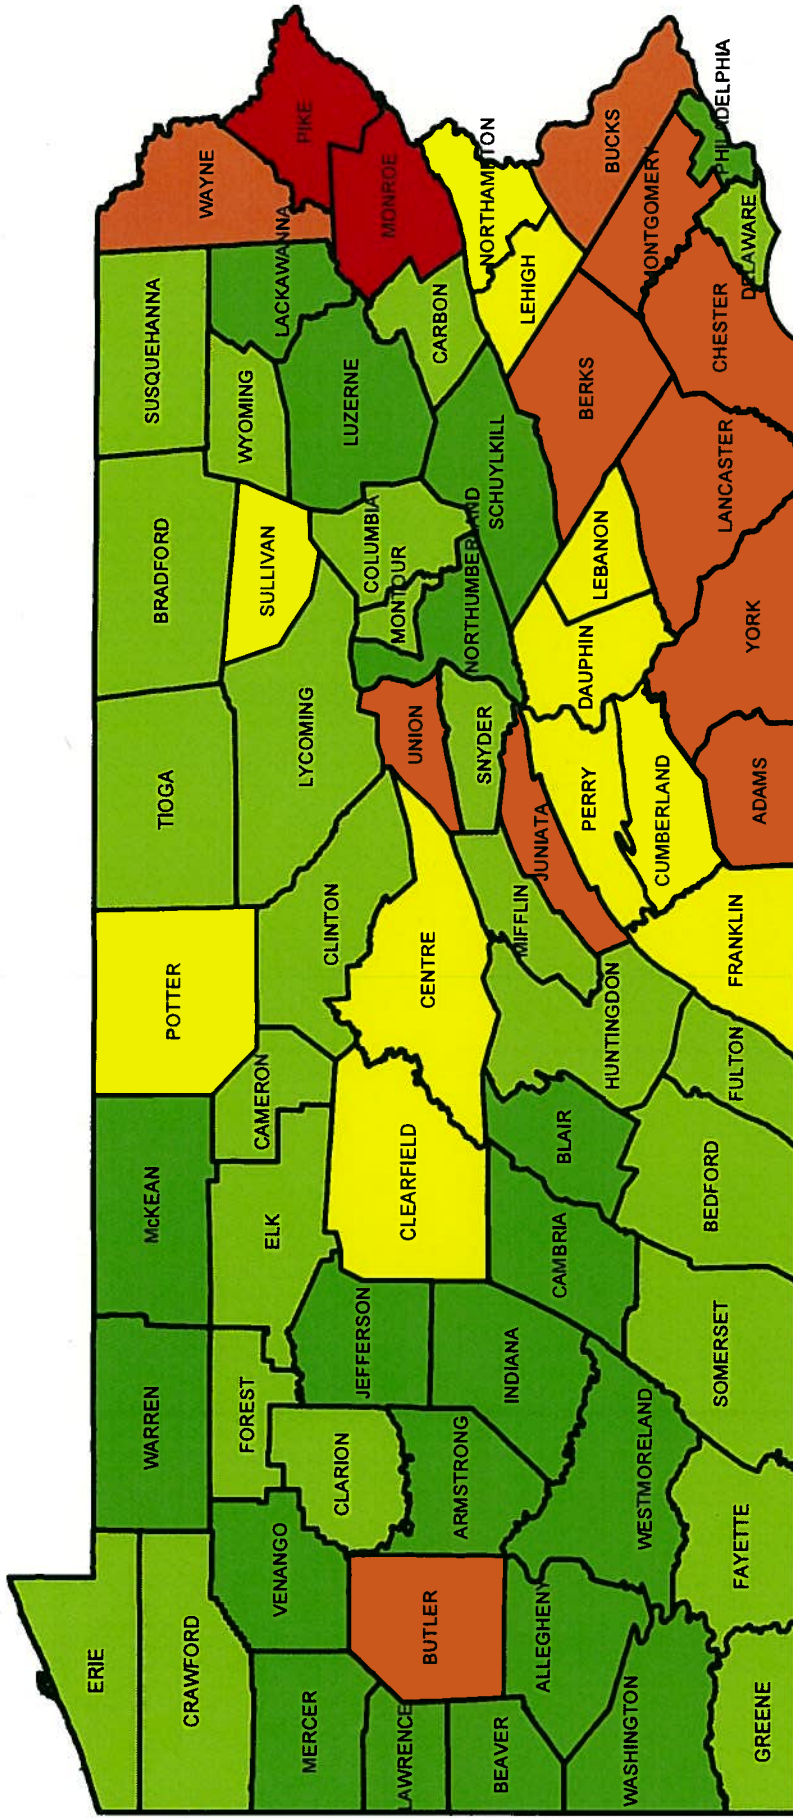 ERIE
CRAWFORD
WARREN
McKEAN
POTTER
TIOGA
BRADFORD
SUSQUEHANNA
WAYNE
WYOMING
LACKAWANNA
PIKE
MERCER
VENANGO
FOREST
ELK
CAMERON
CLINTON
LYCOMING
SULLIVAN
LUZERNE
MONROE
LAWRENCE
BUTLER
CLARION
JEFFERSON
CLEARFIELD
CENTRE
UNION
MONTOUR
COLUMBIA
CARBON
NORTHAMPTON
BEAVER
ARMSTRONG
INDIANA
SNYDER
NORTHUMBERLAND
SCHUYLKILL
LEHIGH
ALLEGHENY
CAMBRIA
BLAIR
MIFFLIN
JUNIATA
PERRY
DAUPHIN
LEBANON
BERKS
BUCKS
WASHINGTON
WESTMORELAND
HUNTINGDON
CUMBERLAND
MONTGOMERY
GREENE
FAYETTE
SOMERSET
BEDFORD
FULTON
FRANKLIN
ADAMS
YORK
LANCASTER
CHESTER
DELAWARE
PHILADELPHIA